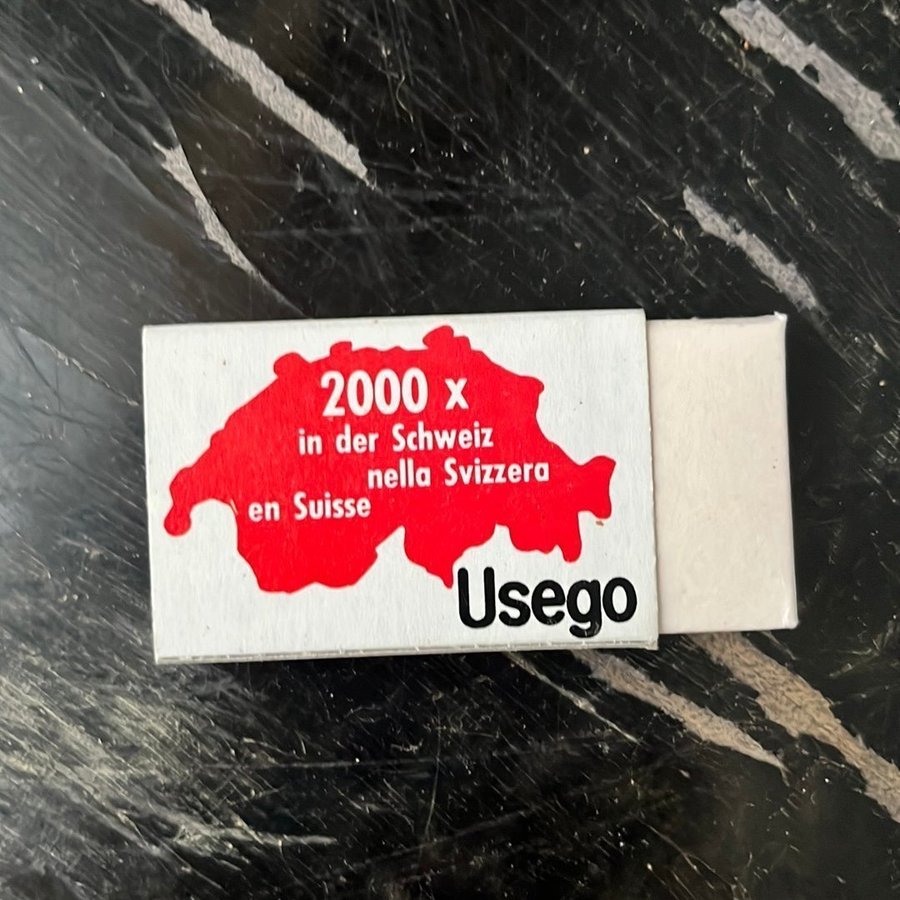 2000 x
in der Schweiz
nella Svizzera
en Suisse
Usego